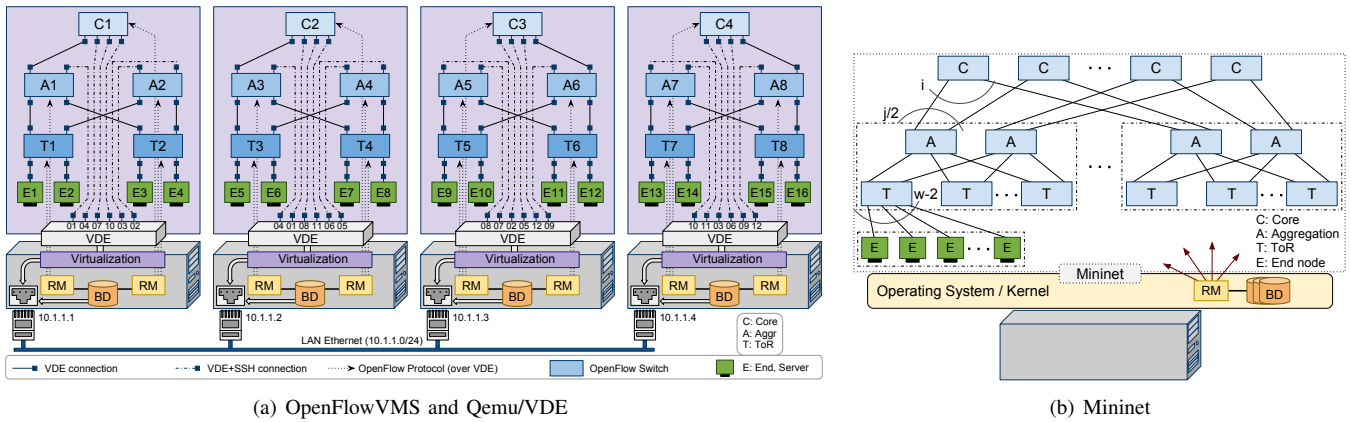 C1
C2
C3
C4
A1 A2
A3 A4
A5 A6
A7 A8
T1 T2
T3 T4
T5 T6
T7 T8
E1 E2 E3 E4
E5 E6 E7 E8
E9 E10 E11 E12
E13 E14 E15 E16
01 04 07 10 03 02
04 01 08 11 06 05
08 07 02 05 12 09
10 11 03 06 09 12
VDE
VDE
VDE
VDE
Virtualization
Virtualization
Virtualization
Virtualization
RM BD RM
RM BD RM
RM BD RM
RM BD RM
10.1.1.1
10.1.1.2
10.1.1.3
10.1.1.4
LAN Ethernet (10.1.1.0/24)
C: Core
A: Aggr
T: ToR
VDE connection
VDE+SSH connection
OpenFlow Protocol (over VDE)
OpenFlow Switch
E: End, Server
(a) OpenFlowVMS and Qemu/VDE
C C ··· C C
i
j/2
A A ··· A A
T T ··· T T T ··· T
w-2
E E E ··· E
C: Core
A: Aggregation
T: ToR
E: End node
Mininet
Operating System / Kernel
RM
BD
(b) Mininet